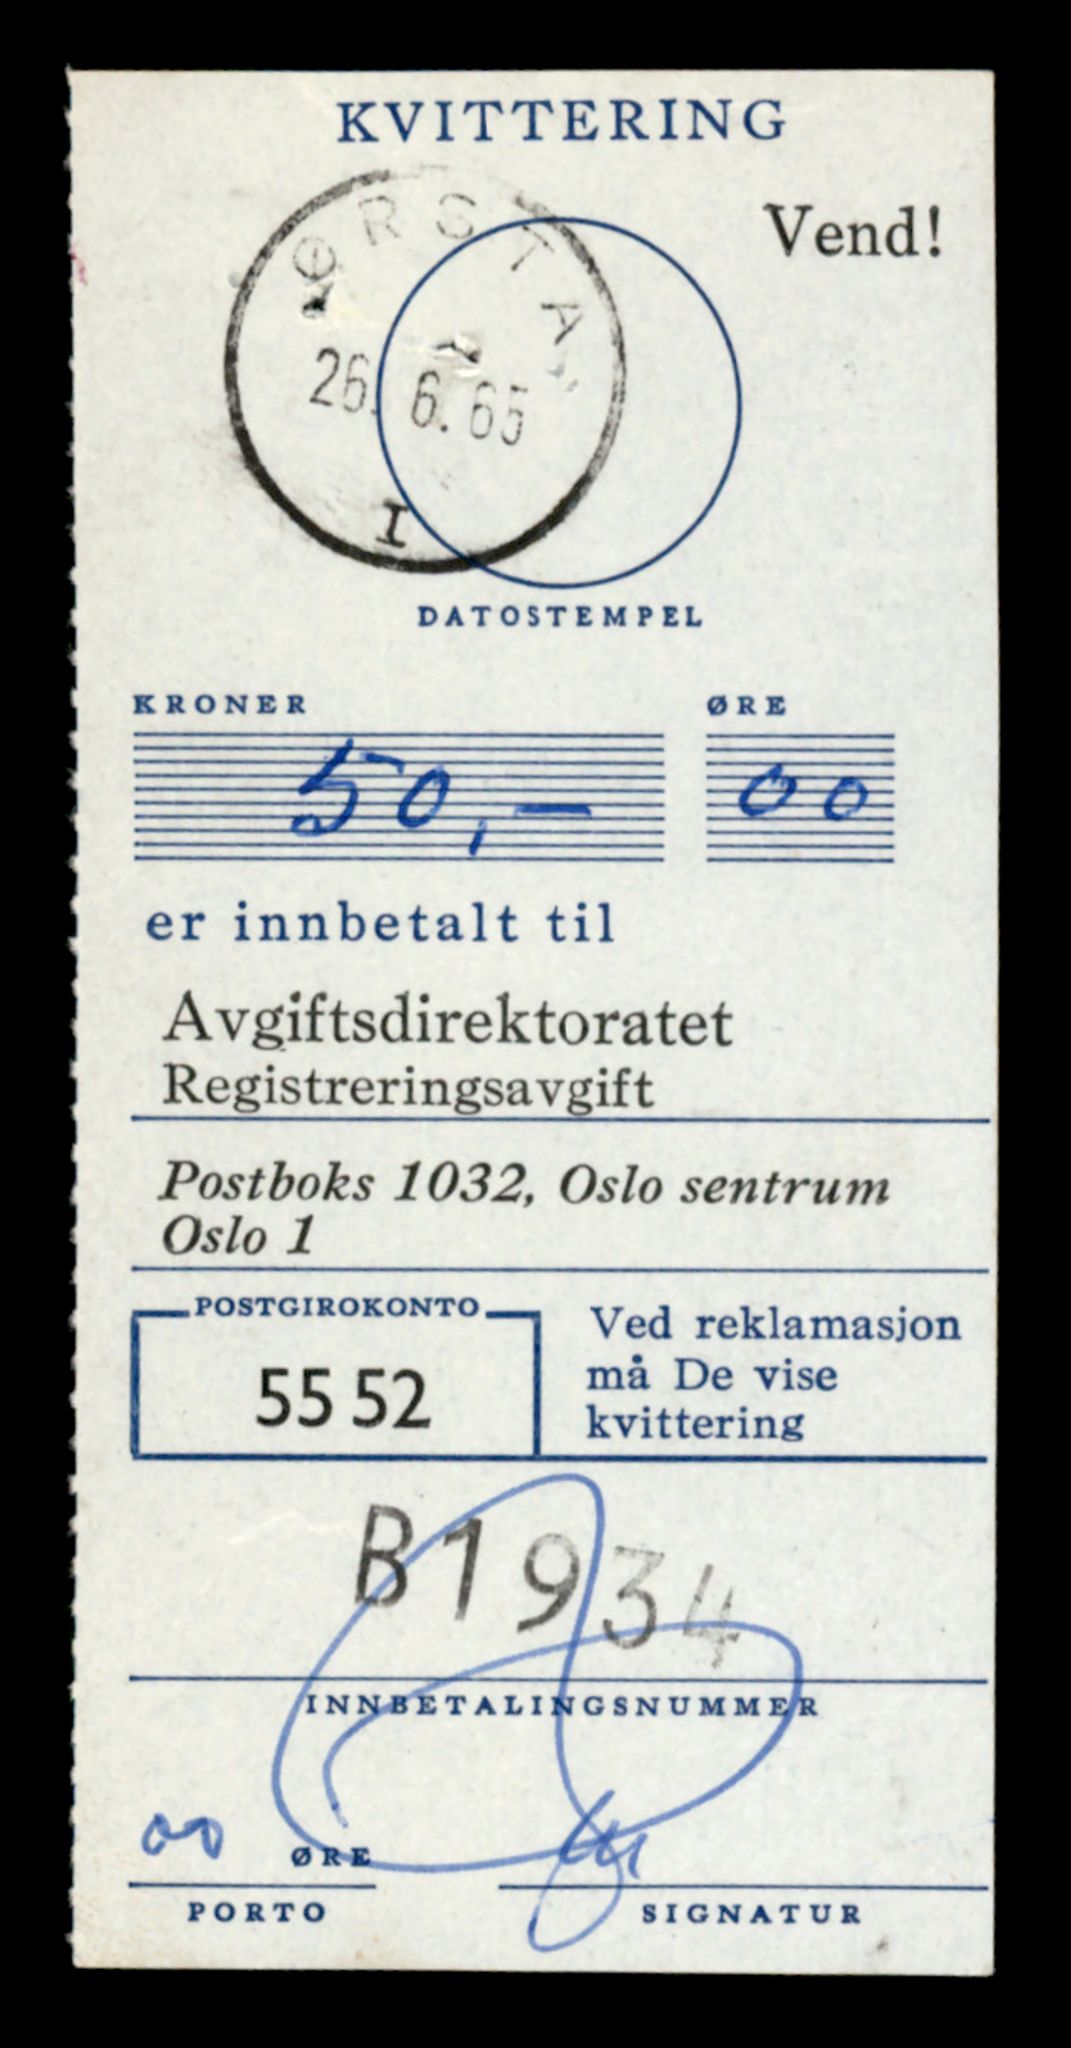 KVITTERING
Vend!
ØRSTA
26. 6. 65
I
DATOSTEMPEL
KRONER ØRE
50,- 00
er innbetalt til
Avgiftsdirektoratet
Registreringsavgift
Postboks 1032, Oslo sentrum
Oslo 1
POSTGIROKONTO
55 52
Ved reklamasjon
må De vise
kvittering
B1934
INNBETALINGSNUMMER
00 ØRE
PORTO
SIGNATUR